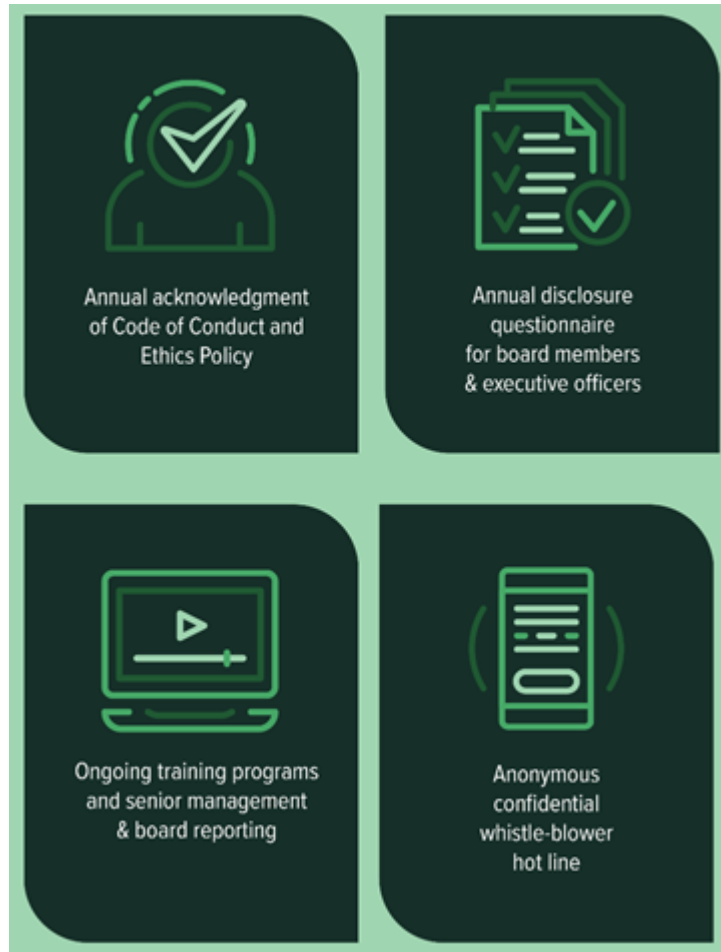 Annual acknowledgment
of Code of Conduct and
Ethics Policy
Annual disclosure
questionnaire
for board members
& executive officers
Ongoing training programs
and senior management
& board reporting
Anonymous
confidential
whistle-blower
hot line